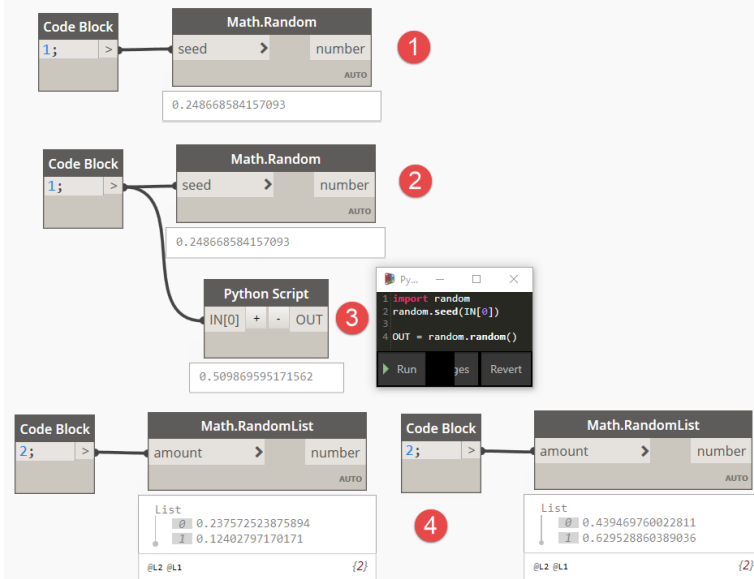 Code Block
1;
>
Math.Random
seed
>
number
AUTO
0.248668584157093
1
Code Block
1;
>
Math.Random
seed
>
number
AUTO
0.248668584157093
2
Python Script
IN[0] + - OUT
0.509869595171562
3
Py...
1 import random
2 random.seed(IN[0])
3
4 OUT = random.random()
Run
ges
Revert
Code Block
2;
>
Math.RandomList
amount
>
number
AUTO
List
0 0.237572523875894
1 0.12402797170171
@L2 @L1
{2}
4
Code Block
2;
>
Math.RandomList
amount
>
number
AUTO
List
0 0.439469760022811
1 0.629528860389036
@L2 @L1
{2}